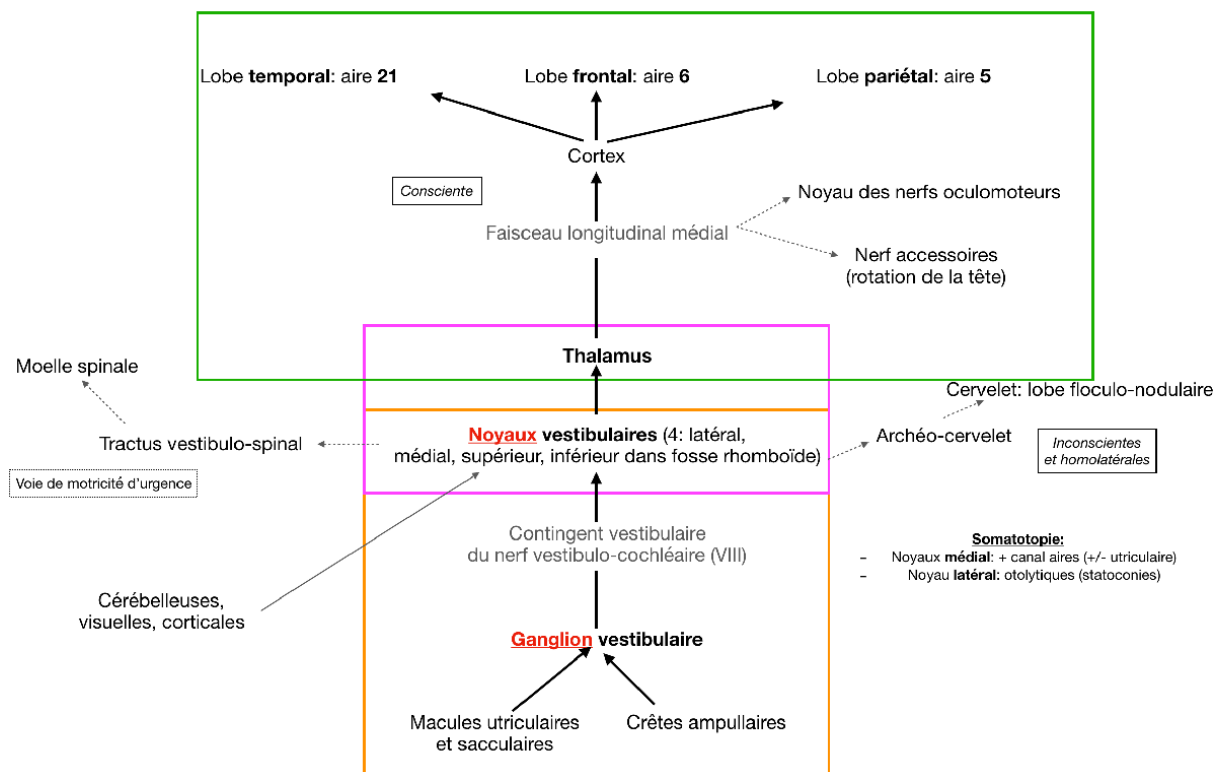 Lobe temporal: aire 21
Lobe frontal: aire 6
Lobe pariétal: aire 5
Cortex
Consciente
Noyau des nerfs oculomoteurs
Faisceau longitudinal médial
Nerf accessoires
(rotation de la tête)
Thalamus
Moelle spinale
Cervelet: lobe floculo-nodulaire
Tractus vestibulo-spinal
Noyaux vestibulaires (4: latéral,
médial, supérieur, inférieur dans fosse rhomboïde)
Archéo-cervelet
Inconscientes
et homolatérales
Voie de motricité d'urgence
Contingent vestibulaire
du nerf vestibulo-cochléaire (VIII)
Somatotopie:
- Noyaux médial: + canal aires (+/- utriculaire)
- Noyau latéral: otolytiques (statoconies)
Cérébelleuses,
visuelles, corticales
Ganglion vestibulaire
Macules utriculaires
et sacculaires
Crêtes ampullaires